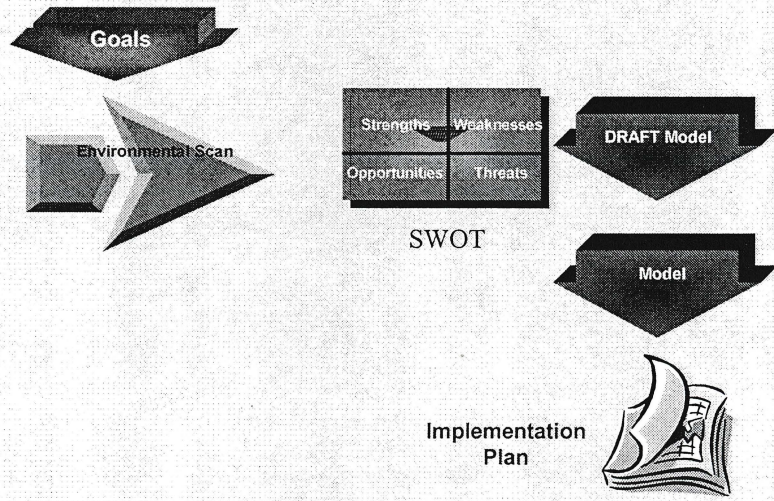 Goals
Environmental Scan
Strengths Weaknesses
Opportunities Threats
SWOT
DRAFT Model
Model
Implementation
Plan